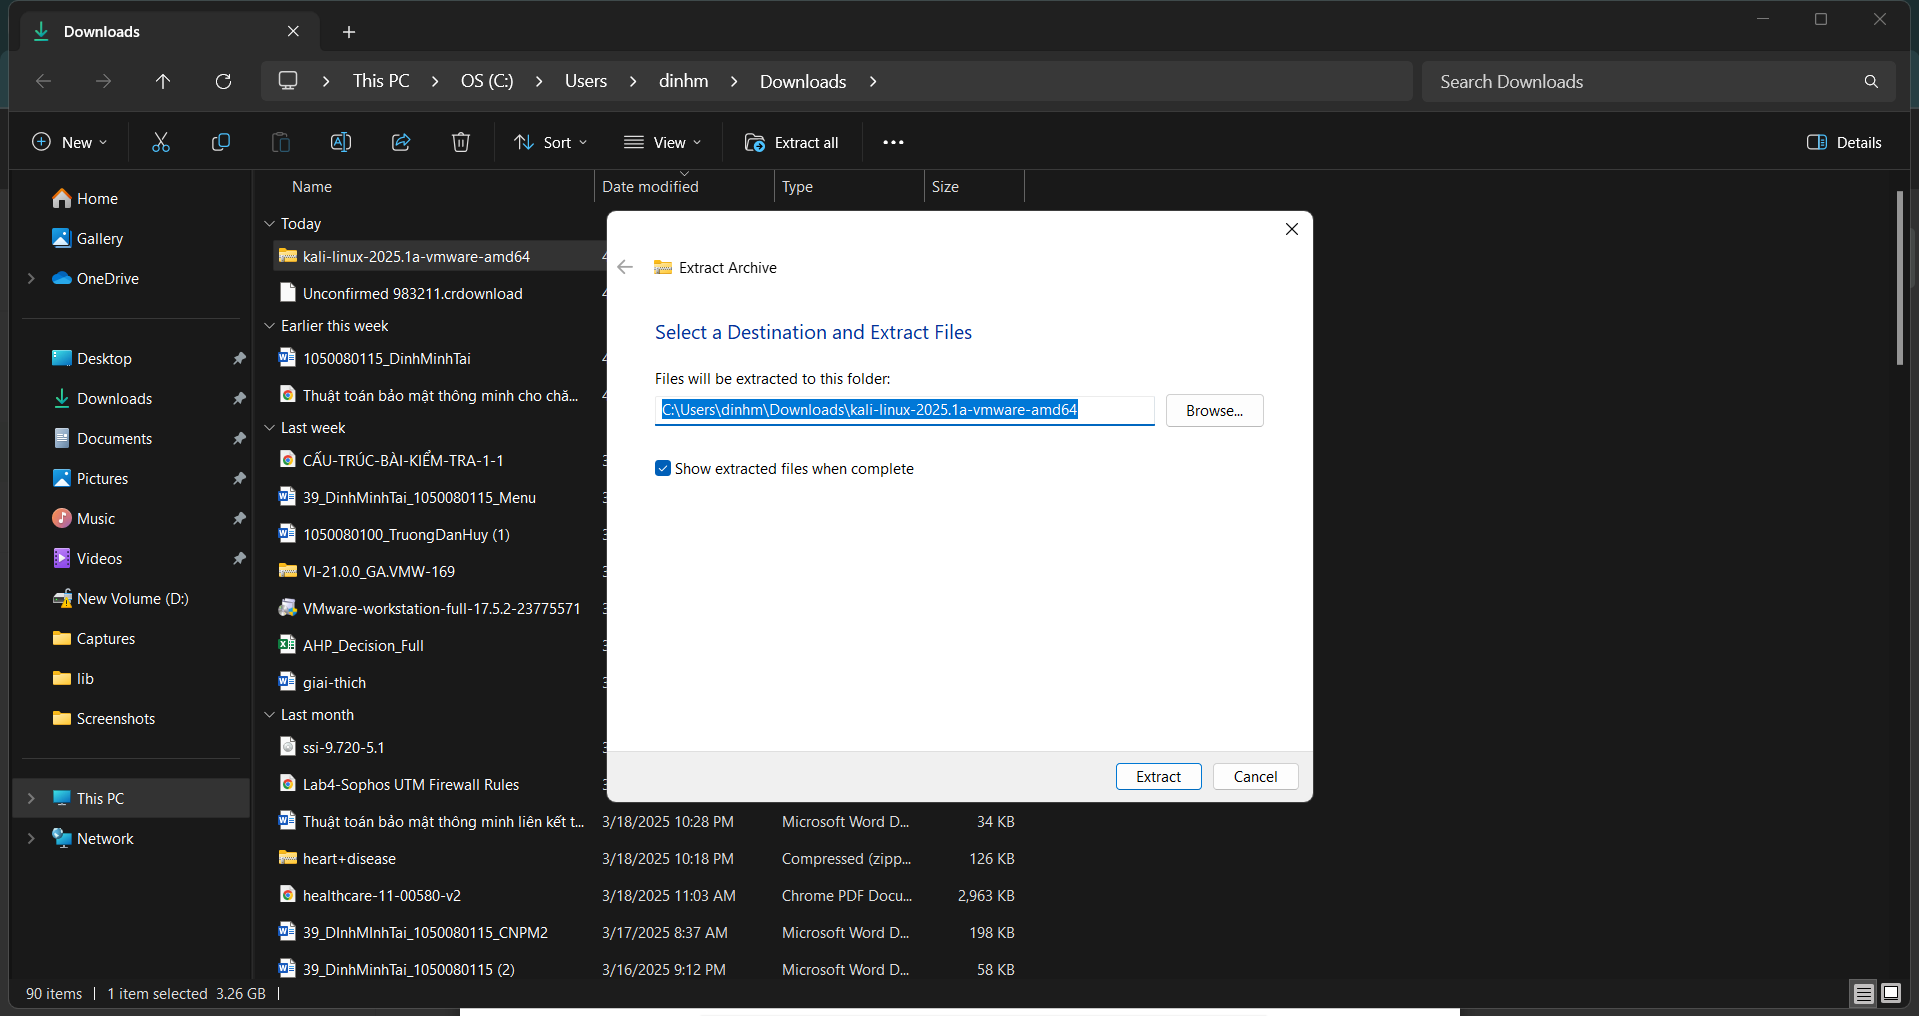 Downloads
This PC
OS (C:)
Users
dinhm
Downloads
Search Downloads
New
Sort
View
Extract all
Details
Home
Gallery
OneDrive
Desktop
Downloads
Documents
Pictures
Music
Videos
New Volume (D:)
Captures
lib
Screenshots
This PC
Network
Name
Date modified
Type
Size
Today
kali-linux-2025.1a-vmware-amd64
Unconfirmed 983211.crdownload
Earlier this week
1050080115_DinhMinhTai
Thuật toán bảo mật thông minh cho chă...
Last week
CẤU-TRÚC-BÀI-KIỂM-TRA-1-1
39_DinhMinhTai_1050080115_Menu
1050080100_TruongDanHuy (1)
VI-21.0.0_GA.VMW-169
VMware-workstation-full-17.5.2-23775571
AHP_Decision_Full
giai-thich
Last month
ssi-9.720-5.1
Lab4-Sophos UTM Firewall Rules
Thuật toán bảo mật thông minh liên kết t... 3/18/2025 10:28 PM Microsoft Word D... 34 KB
heart+disease 3/18/2025 10:18 PM Compressed (zipp... 126 KB
healthcare-11-00580-v2 3/18/2025 11:03 AM Chrome PDF Docu... 2,963 KB
39_DInhMInhTai_1050080115_CNPM2 3/17/2025 8:37 AM Microsoft Word D... 198 KB
39_DinhMinhTai_1050080115 (2) 3/16/2025 9:12 PM Microsoft Word D... 58 KB
Extract Archive
Select a Destination and Extract Files
Files will be extracted to this folder:
C:\Users\dinhm\Downloads\kali-linux-2025.1a-vmware-amd64
Browse...
Show extracted files when complete
Extract
Cancel
90 items
1 item selected 3.26 GB